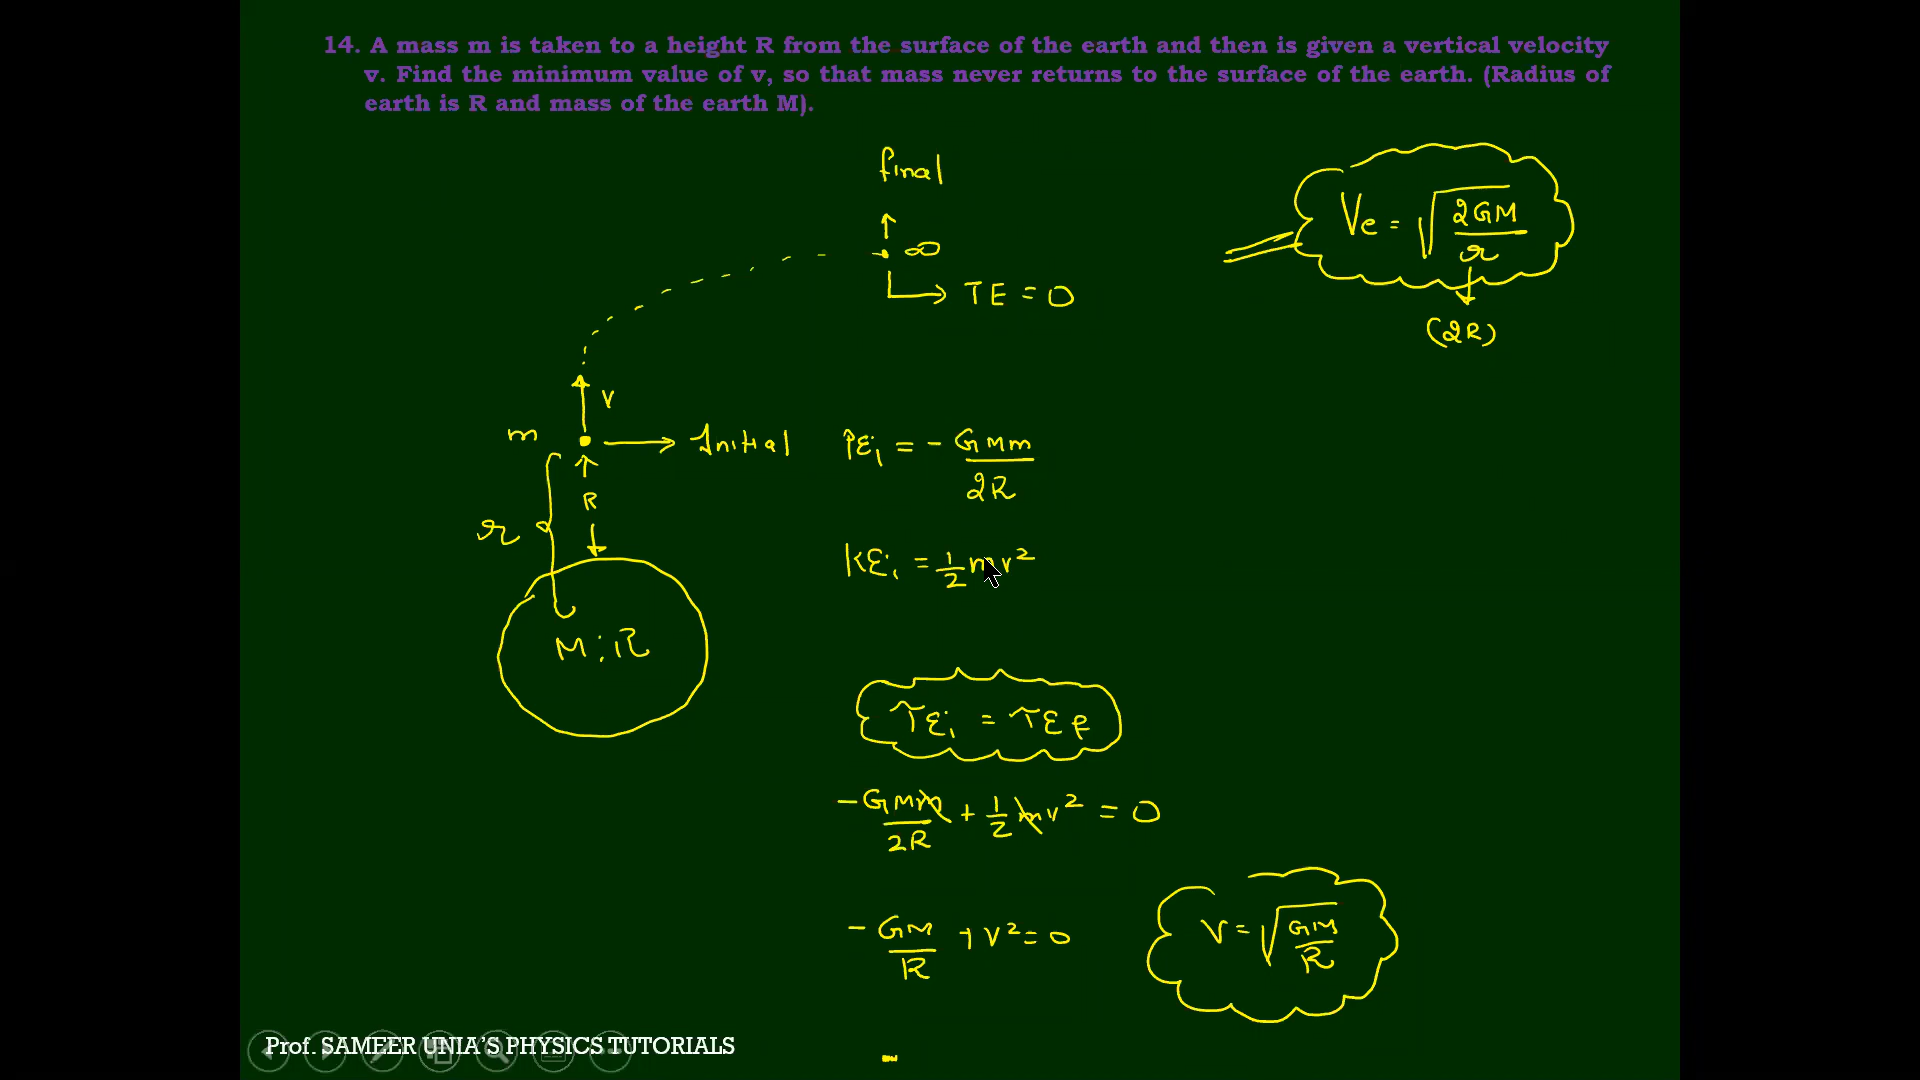 14. A mass m is taken to a height R from the surface of the earth and then is given a vertical velocity
v. Find the minimum value of v, so that mass never returns to the surface of the earth. (Radius of
earth is R and mass of the earth M).
final
∞
TE = 0
Ve = √(2GM/r)
(2R)
v
m
Initial
PEi = - GMm/2R
R
r
KEi = 1/2 mv²
M ; R
TEi = TEf
- GMm/2R + 1/2 mv² = 0
- GM/R + v² = 0
v = √(GM/R)
Prof. SAMEER UNIA'S PHYSICS TUTORIALS